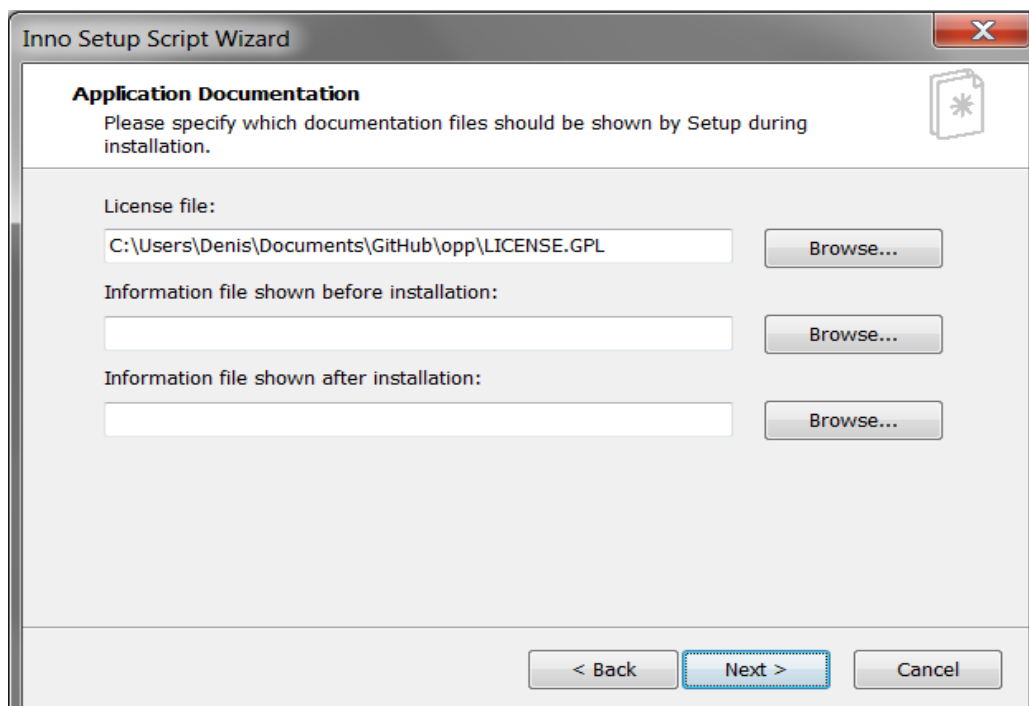 Inno Setup Script Wizard
Application Documentation
Please specify which documentation files should be shown by Setup during
installation.
License file:
C:\Users\Denis\Documents\GitHub\opp\LICENSE.GPL
Browse...
Information file shown before installation:
Browse...
Information file shown after installation:
Browse...
< Back
Next >
Cancel